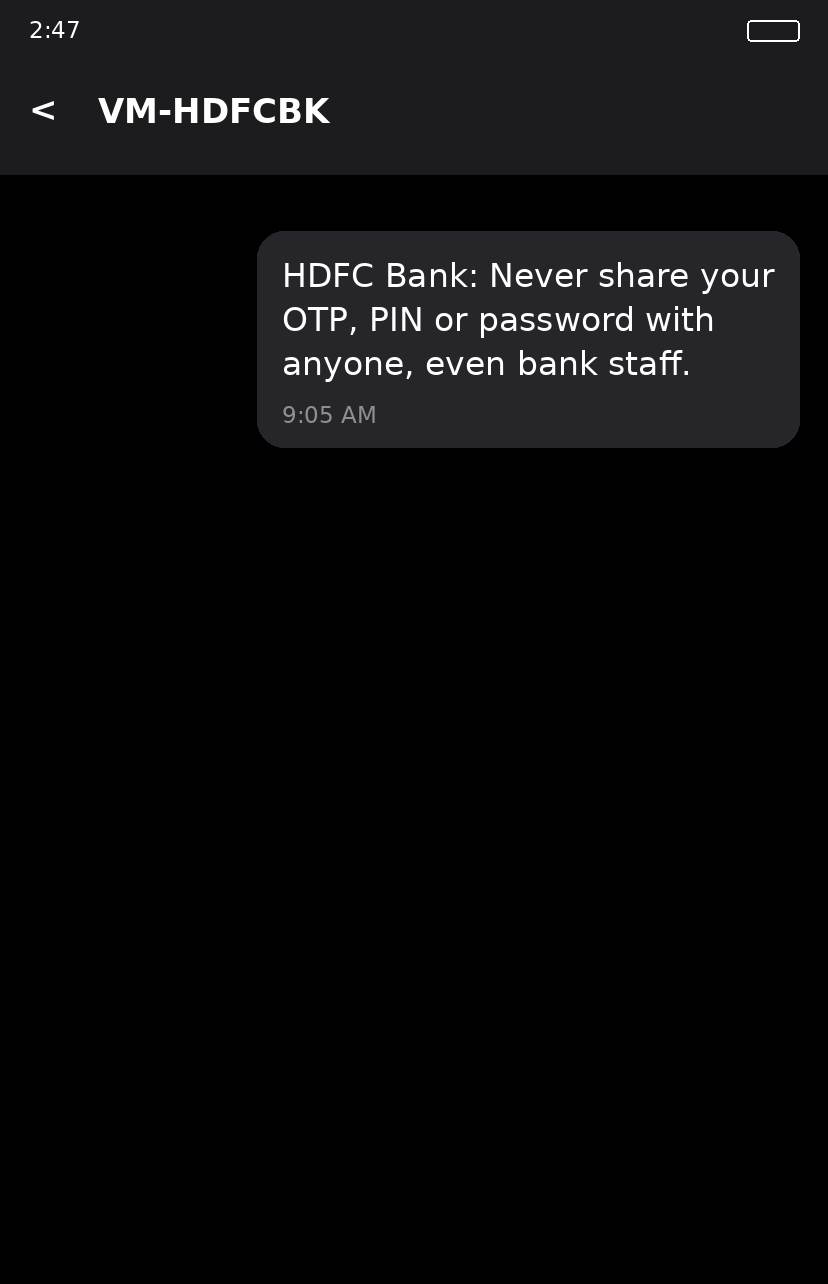 2:47
< VM-HDFCBK
HDFC Bank: Never share your
OTP, PIN or password with
anyone, even bank staff.
9:05 AM